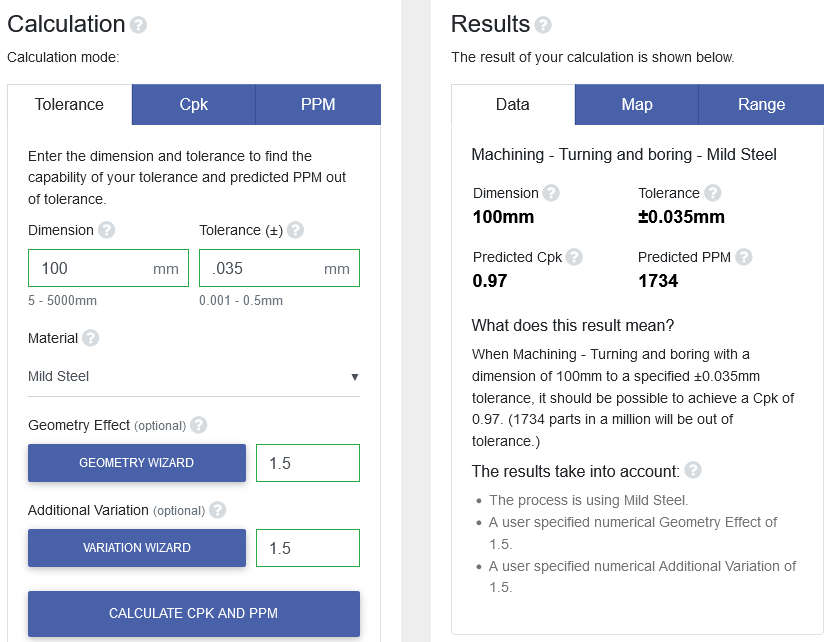 Calculation ?
Calculation mode:
Tolerance Cpk PPM
Enter the dimension and tolerance to find the
capability of your tolerance and predicted PPM out
of tolerance.
Dimension ? Tolerance (±) ?
100 mm .035 mm
5 - 5000mm 0.001 - 0.5mm
Material ?
Mild Steel ▼
Geometry Effect (optional) ?
GEOMETRY WIZARD 1.5
Additional Variation (optional) ?
VARIATION WIZARD 1.5
CALCULATE CPK AND PPM
Results ?
The result of your calculation is shown below.
Data Map Range
Machining - Turning and boring - Mild Steel
Dimension ? Tolerance ?
100mm ±0.035mm
Predicted Cpk ? Predicted PPM ?
0.97 1734
What does this result mean?
When Machining - Turning and boring with a
dimension of 100mm to a specified ±0.035mm
tolerance, it should be possible to achieve a Cpk of
0.97. (1734 parts in a million will be out of
tolerance.)
The results take into account: ?
• The process is using Mild Steel.
• A user specified numerical Geometry Effect of
1.5.
• A user specified numerical Additional Variation of
1.5.